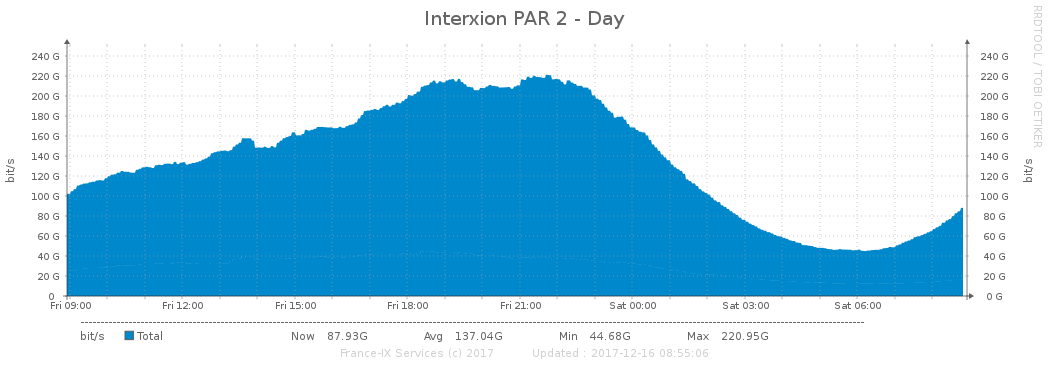 Interxion PAR 2 - Day
RRDTOOL / TOBI OETIKER
240 G 240 G
220 G 220 G
200 G 200 G
180 G 180 G
160 G 160 G
140 G 140 G
120 G 120 G
100 G 100 G
80 G 80 G
60 G 60 G
40 G 40 G
20 G 20 G
0 0 G
bit/s
bit/s
Fri 09:00 Fri 12:00 Fri 15:00 Fri 18:00 Fri 21:00 Sat 00:00 Sat 03:00 Sat 06:00
bit/s Total Now 87.93G Avg 137.04G Min 44.68G Max 220.95G
France-IX Services (c) 2017 Updated : 2017-12-16 08:55:06